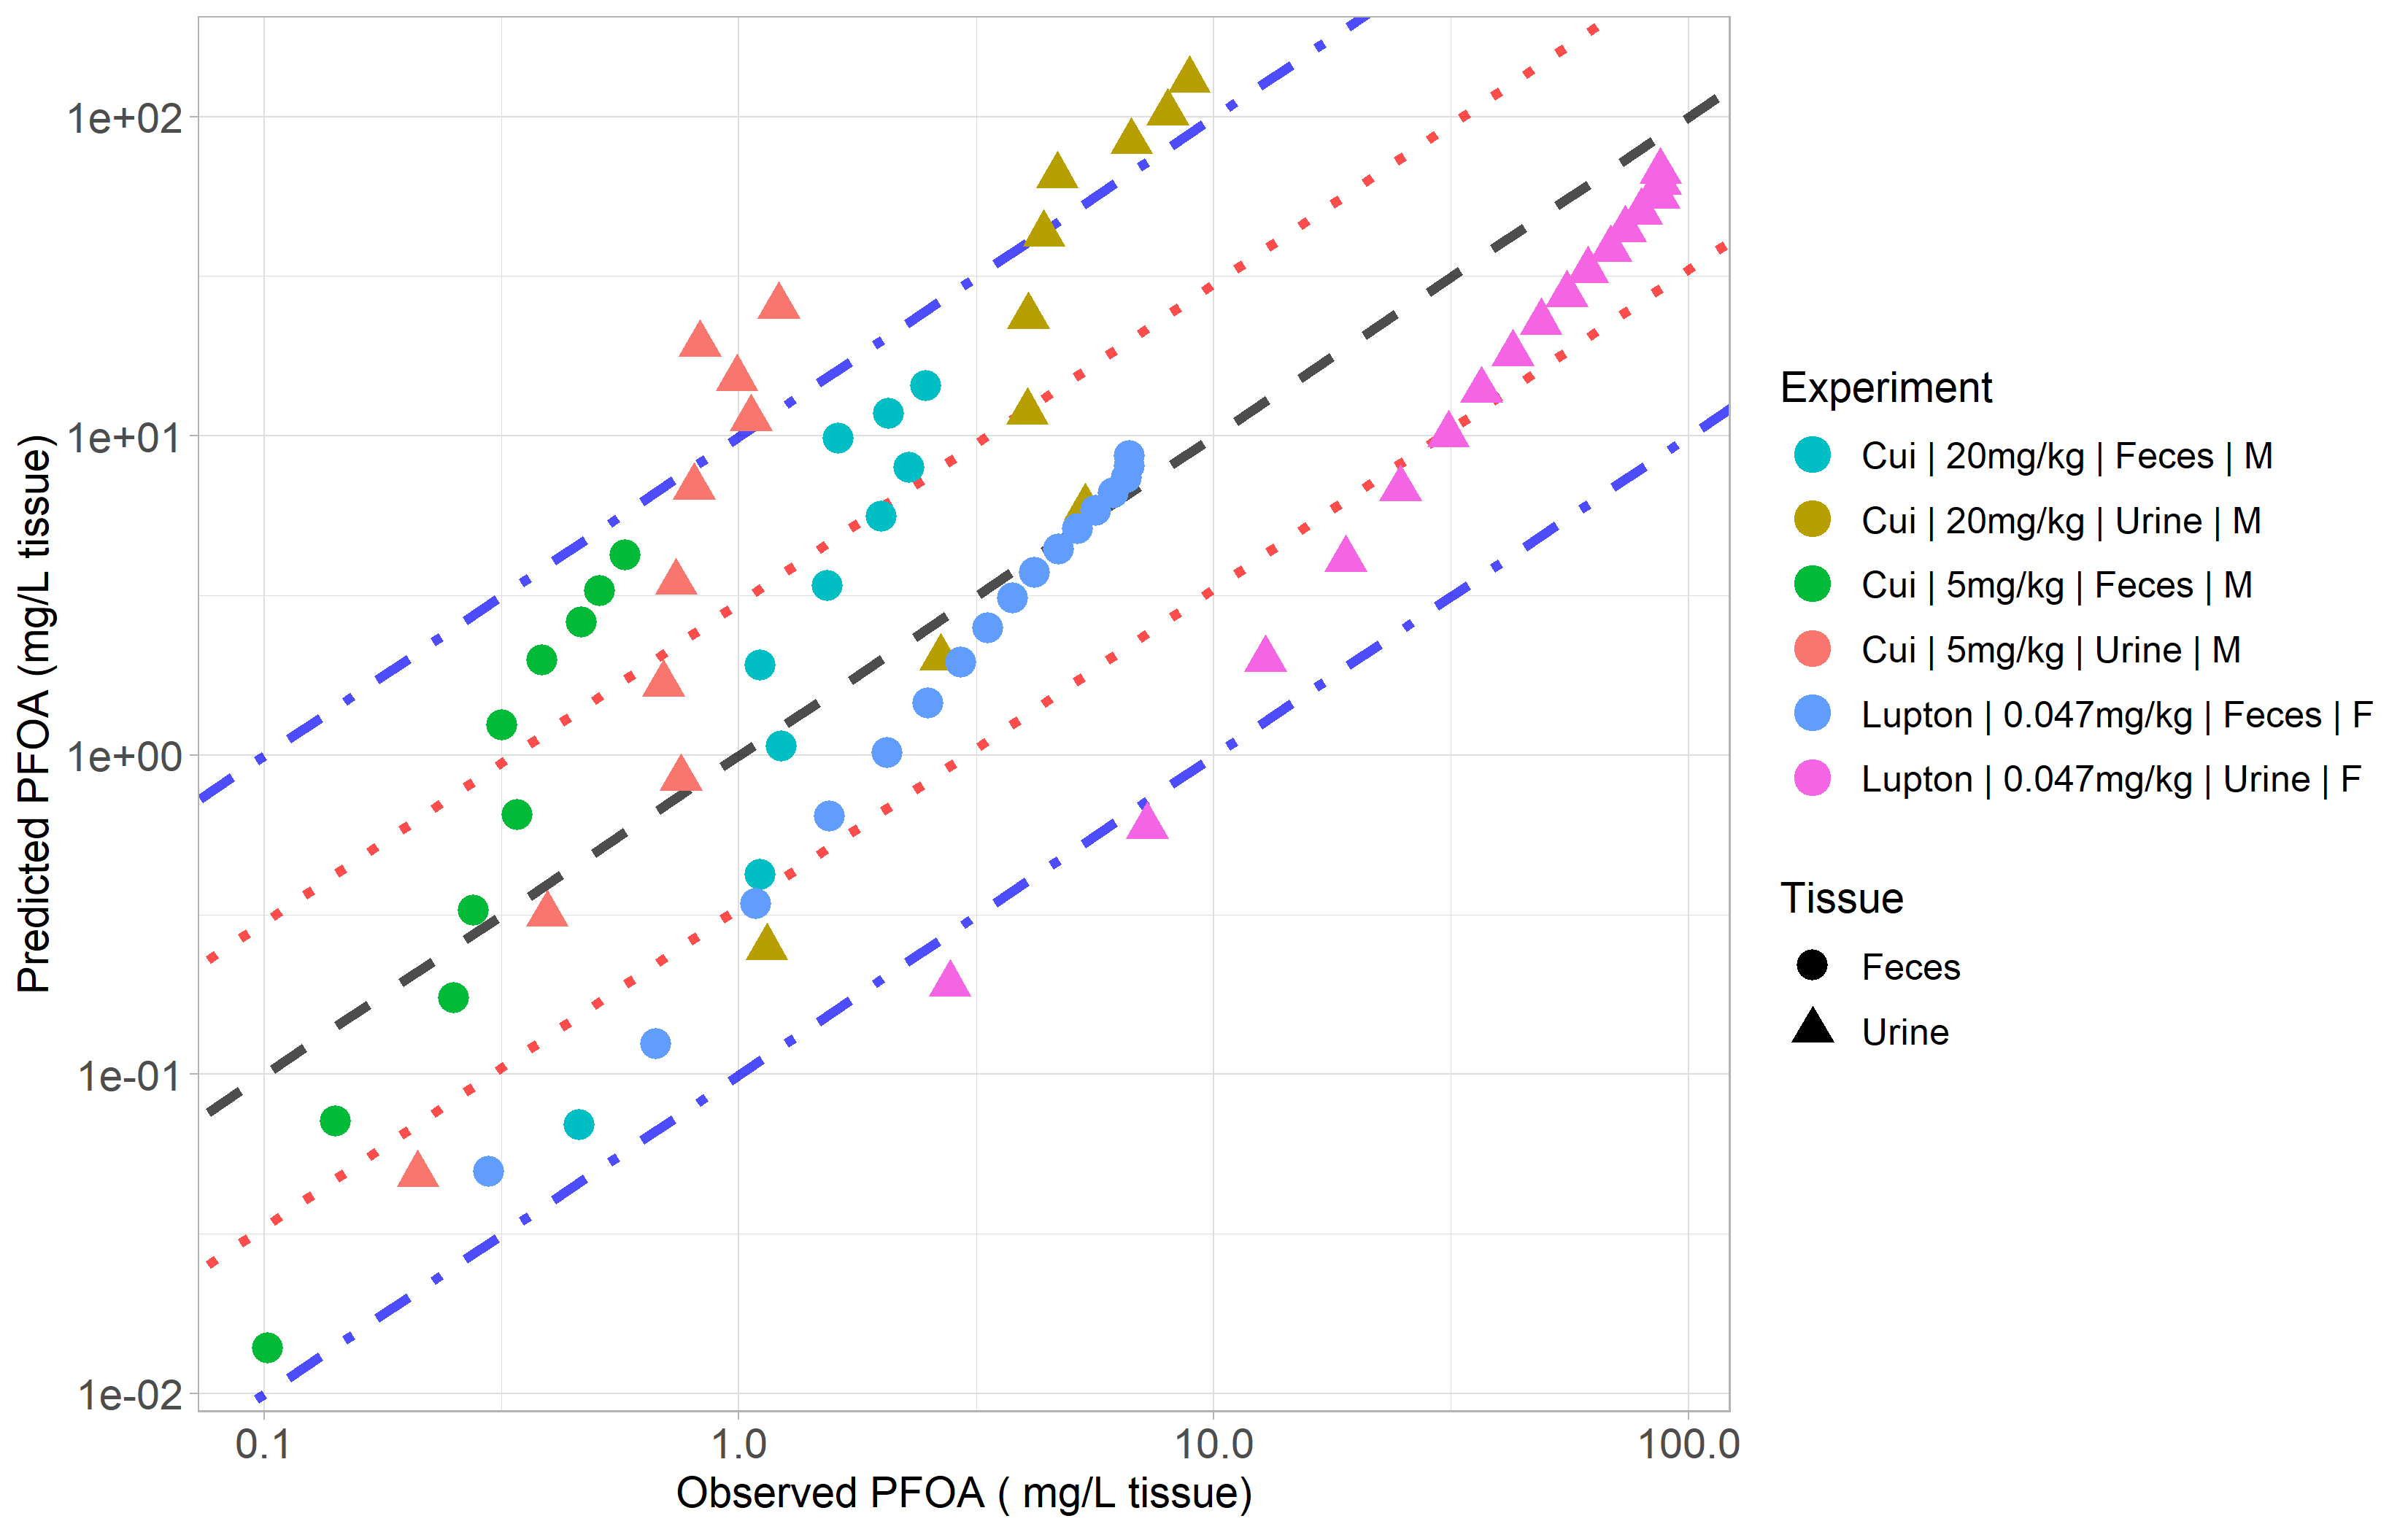 Predicted PFOA (mg/L tissue)
1e+02
1e+01
1e+00
1e-01
1e-02
0.1
1.0
10.0
100.0
Observed PFOA ( mg/L tissue)
Experiment
Cui | 20mg/kg | Feces | M
Cui | 20mg/kg | Urine | M
Cui | 5mg/kg | Feces | M
Cui | 5mg/kg | Urine | M
Lupton | 0.047mg/kg | Feces | F
Lupton | 0.047mg/kg | Urine | F
Tissue
Feces
Urine